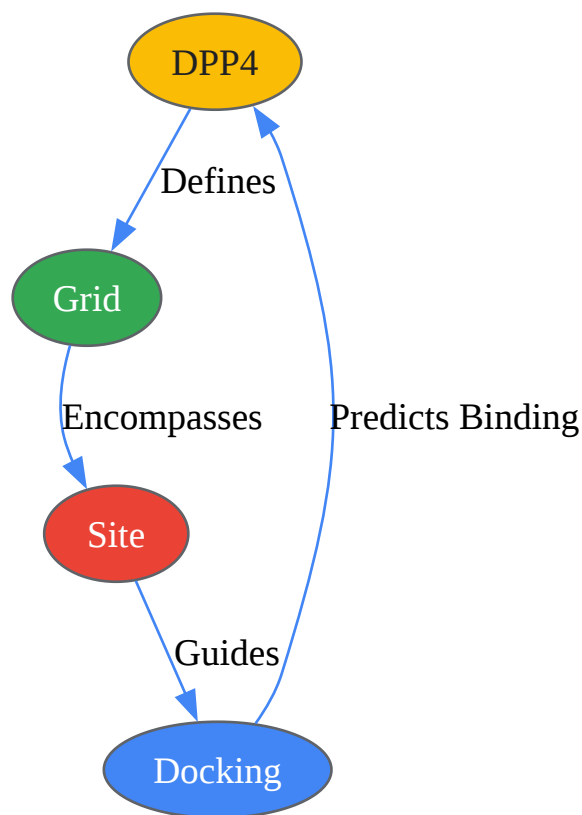 DPP4
Defines
Grid
Encompasses
Predicts Binding
Site
Guides
Docking